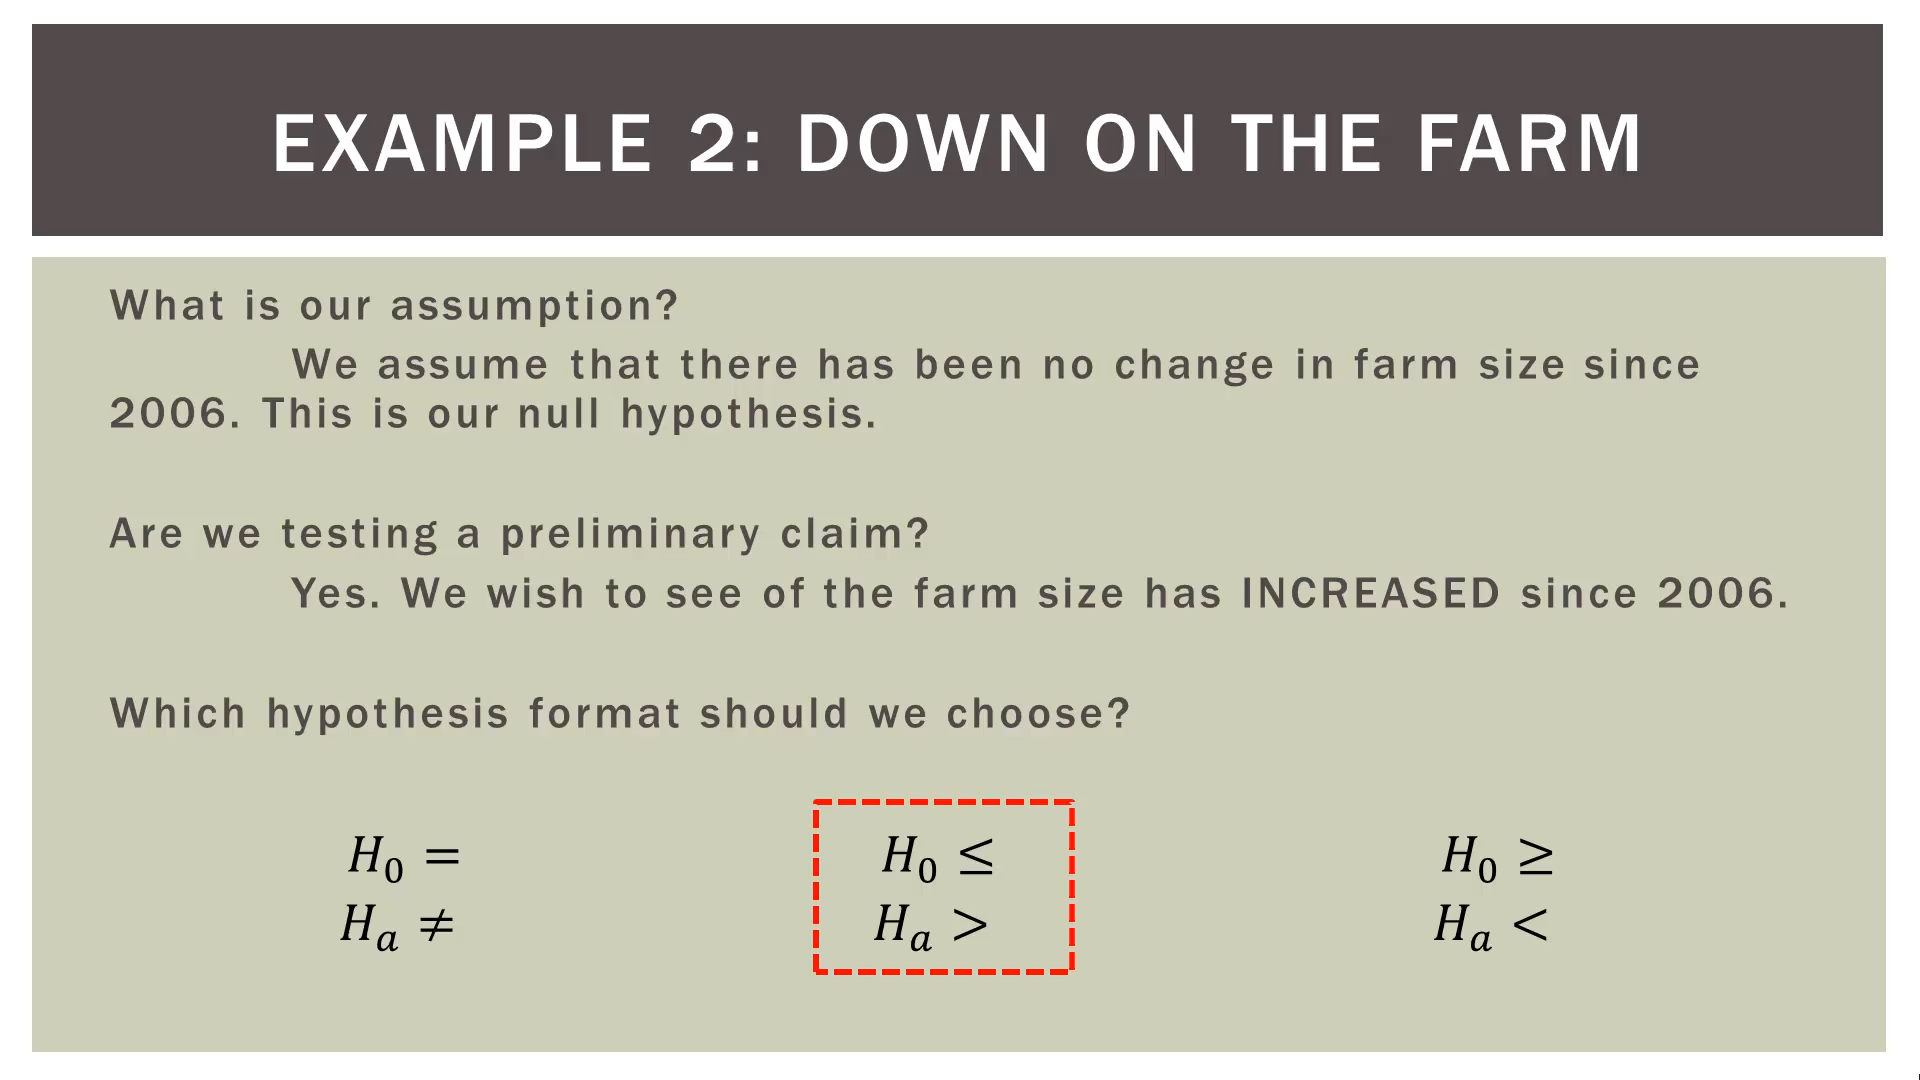 EXAMPLE 2: DOWN ON THE FARM
What is our assumption?
We assume that there has been no change in farm size since
2006. This is our null hypothesis.
Are we testing a preliminary claim?
Yes. We wish to see of the farm size has INCREASED since 2006.
Which hypothesis format should we choose?
H₀ =
Hₐ ≠
H₀ ≤
Hₐ >
H₀ ≥
Hₐ <